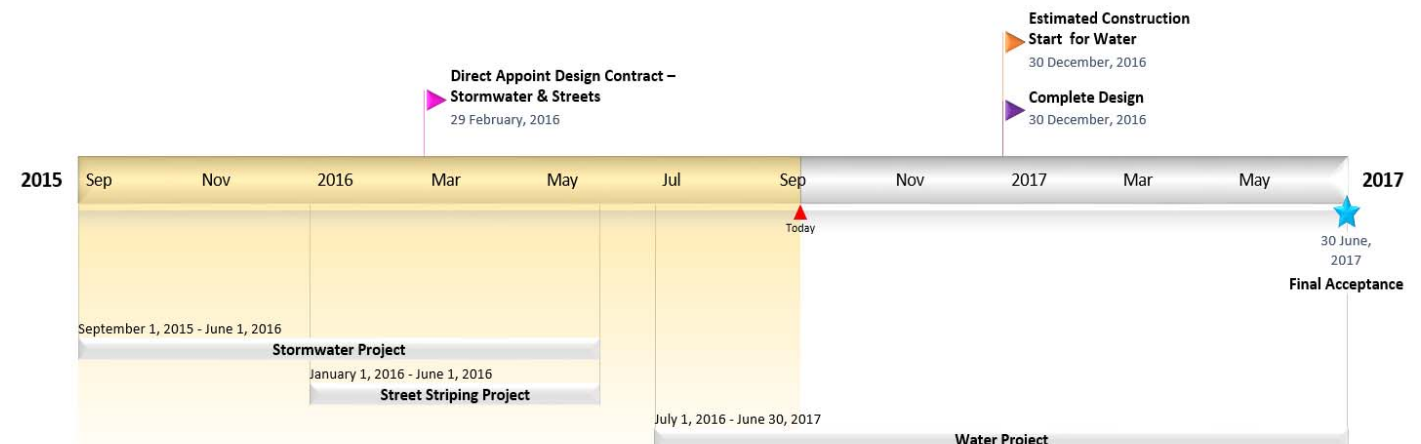 Estimated Construction
Start for Water
30 December, 2016
Direct Appoint Design Contract –
Stormwater & Streets
29 February, 2016
Complete Design
30 December, 2016
2015 Sep Nov 2016 Mar May Jul Sep Nov 2017 Mar May 2017
Today
30 June,
2017
Final Acceptance
September 1, 2015 - June 1, 2016
Stormwater Project
January 1, 2016 - June 1, 2016
Street Striping Project
July 1, 2016 - June 30, 2017
Water Project